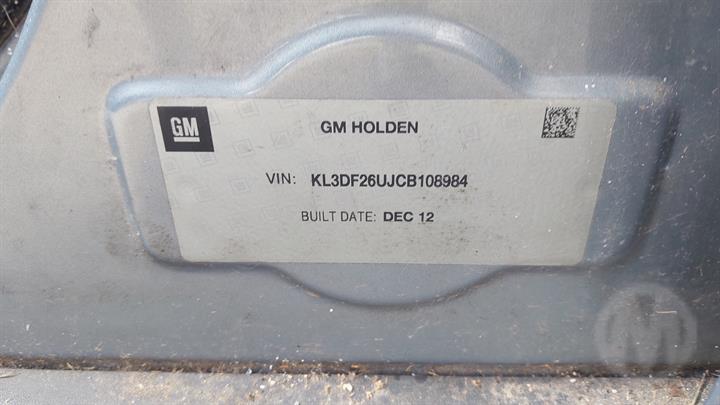 GM
GM HOLDEN
VIN: KL3DF26UJCB108984
BUILT DATE: DEC 12
M